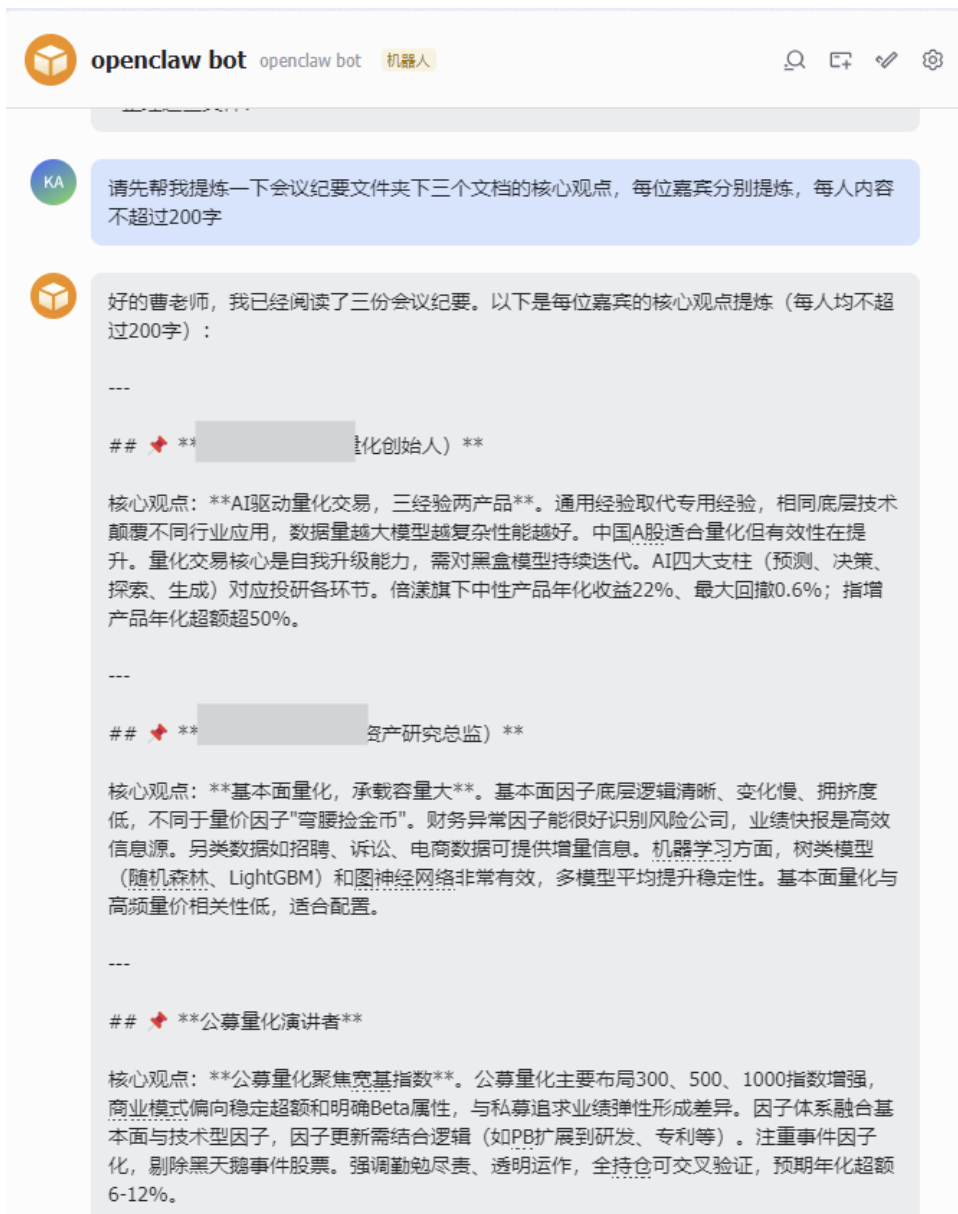 openclaw bot openclaw bot 机器人
KA
请先帮我提炼一下会议纪要文件夹下三个文档的核心观点，每位嘉宾分别提炼，每人内容
不超过200字
好的曹老师，我已经阅读了三份会议纪要。以下是每位嘉宾的核心观点提炼（每人均不超
过200字）：
---
## 📌 ** 量化创始人）**
核心观点：**AI驱动量化交易，三经验两产品**。通用经验取代专用经验，相同底层技术
颠覆不同行业应用，数据量越大模型越复杂性能越好。中国A股适合量化但有效性在提
升。量化交易核心是自我升级能力，需对黑盒模型持续迭代。AI四大支柱（预测、决策、
探索、生成）对应投研各环节。倍漾旗下中性产品年化收益22%、最大回撤0.6%；指增
产品年化超额超50%。
---
## 📌 ** 资产研究总监）**
核心观点：**基本面量化，承载容量大**。基本面因子底层逻辑清晰、变化慢、拥挤度
低，不同于量价因子"弯腰捡金币"。财务异常因子能很好识别风险公司，业绩快报是高效
信息源。另类数据如招聘、诉讼、电商数据可提供增量信息。机器学习方面，树类模型
（随机森林、LightGBM）和图神经网络非常有效，多模型平均提升稳定性。基本面量化与
高频量价相关性低，适合配置。
---
## 📌 **公募量化演讲者**
核心观点：**公募量化聚焦宽基指数**。公募量化主要布局300、500、1000指数增强，
商业模式偏向稳定超额和明确Beta属性，与私募追求业绩弹性形成差异。因子体系融合基
本面与技术型因子，因子更新需结合逻辑（如PB扩展到研发、专利等）。注重事件因子
化，剔除黑天鹅事件股票。强调勤勉尽责、透明运作，全持仓可交叉验证，预期年化超额
6-12%。